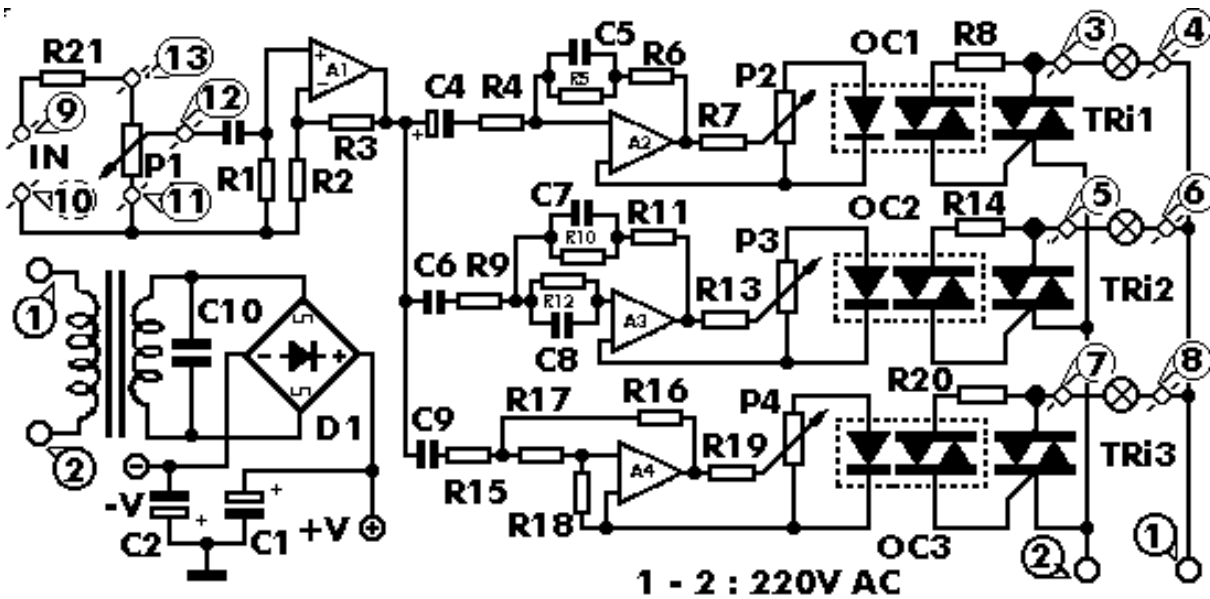 R21
13
12
9
IN
10
P1
11
R1
R2
R3
+
-
A1
C4
+
R4
C5
R5
R6
A2
R7
P2
OC1
R8
3
4
TRi1
C6
R9
C7
R10
R11
R12
C8
A3
R13
P3
OC2
R14
5
6
TRi2
C9
R15
R17
R16
R18
A4
R19
P4
OC3
R20
7
8
TRi3
1
2
C10
- +
D1
-V
C2
+
C1
+
+V
2
1
1 - 2 : 220V AC